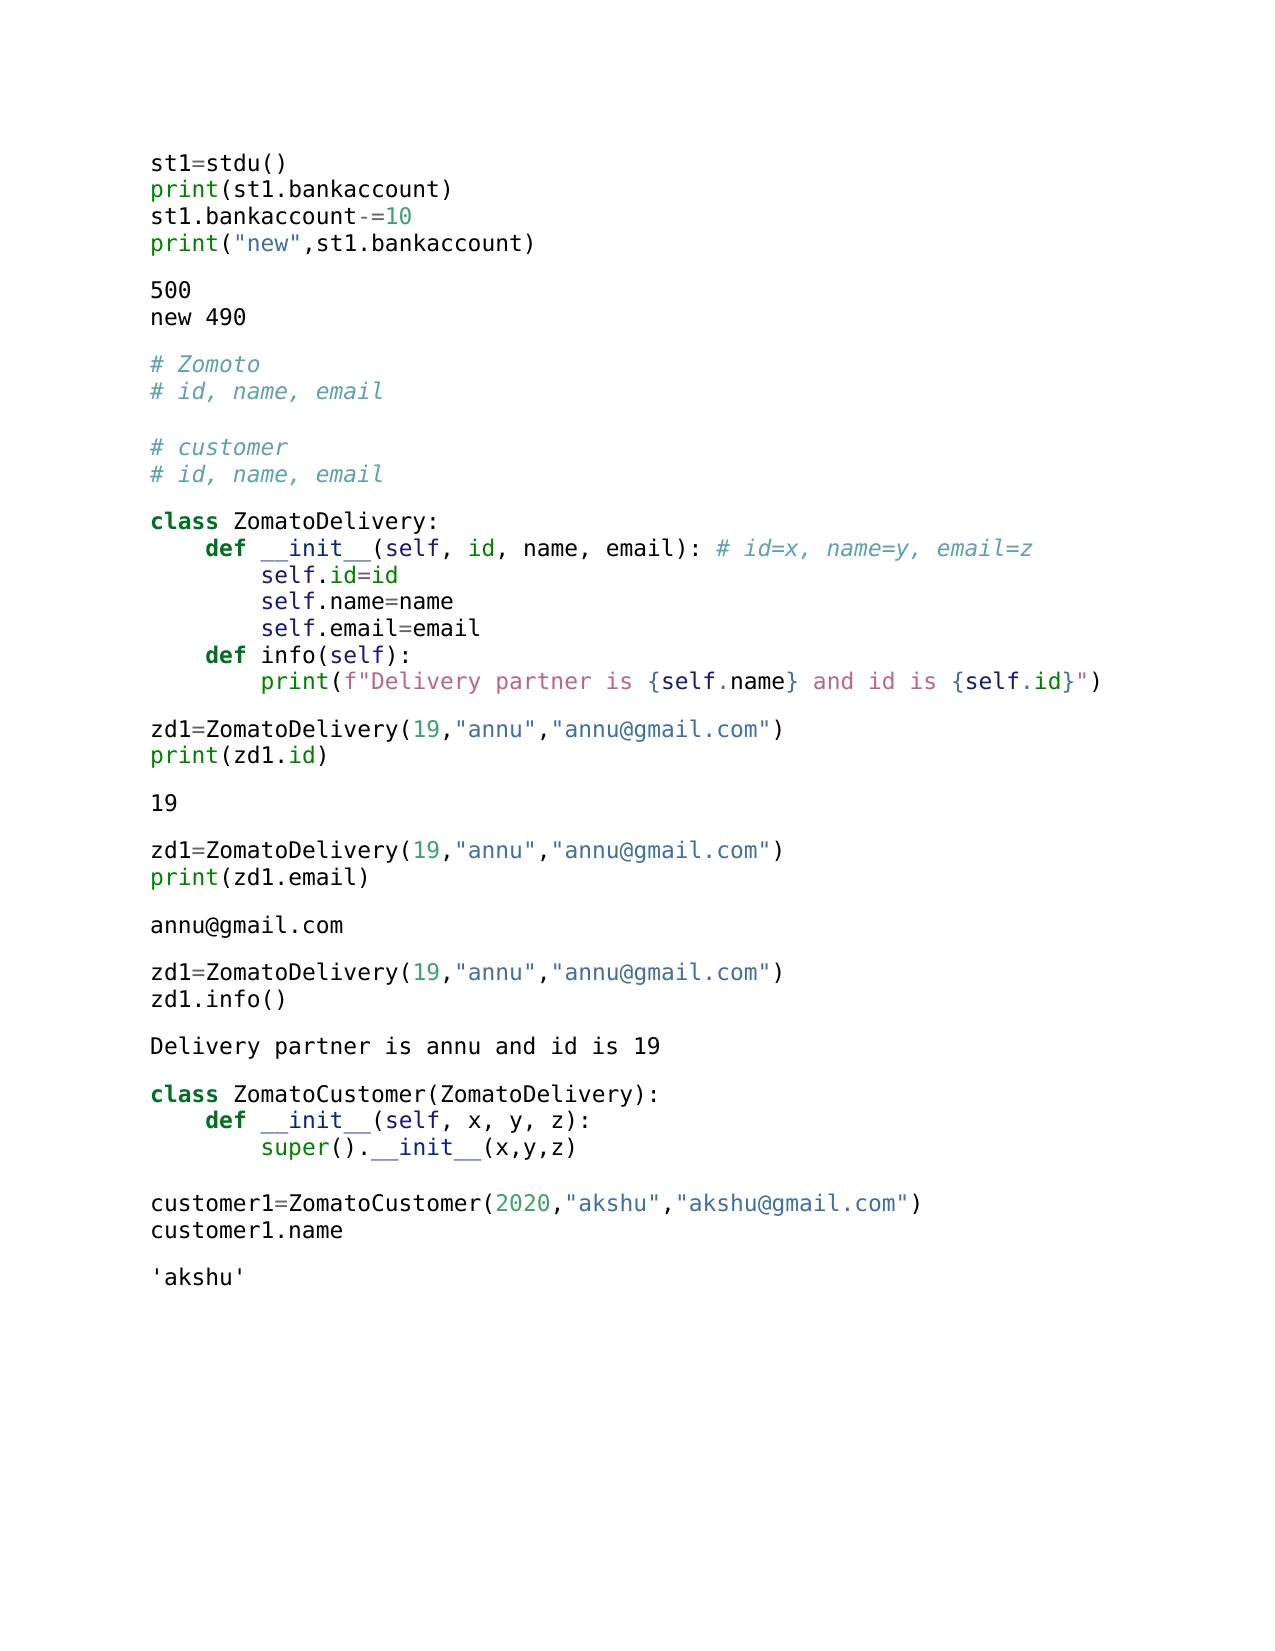 st1=stdu()
print(st1.bankaccount)
st1.bankaccount-=10
print("new",st1.bankaccount)
500
new 490
# Zomoto
# id, name, email
# customer
# id, name, email
class ZomatoDelivery:
    def __init__(self, id, name, email): # id=x, name=y, email=z
        self.id=id
        self.name=name
        self.email=email
    def info(self):
        print(f"Delivery partner is {self.name} and id is {self.id}")
zd1=ZomatoDelivery(19,"annu","annu@gmail.com")
print(zd1.id)
19
zd1=ZomatoDelivery(19,"annu","annu@gmail.com")
print(zd1.email)
annu@gmail.com
zd1=ZomatoDelivery(19,"annu","annu@gmail.com")
zd1.info()
Delivery partner is annu and id is 19
class ZomatoCustomer(ZomatoDelivery):
    def __init__(self, x, y, z):
        super().__init__(x,y,z)
customer1=ZomatoCustomer(2020,"akshu","akshu@gmail.com")
customer1.name
'akshu'